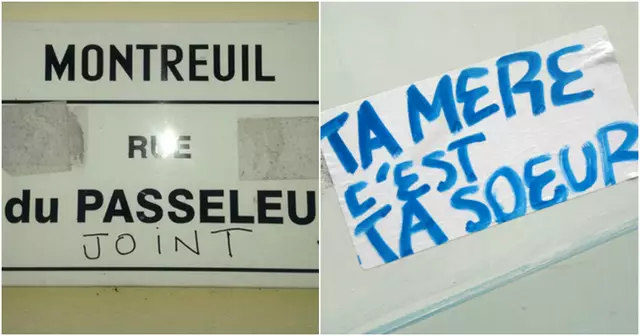 MONTREUIL
RUE
du PASSELEU
JOINT
TA MERE
C'EST
TA SOEUR